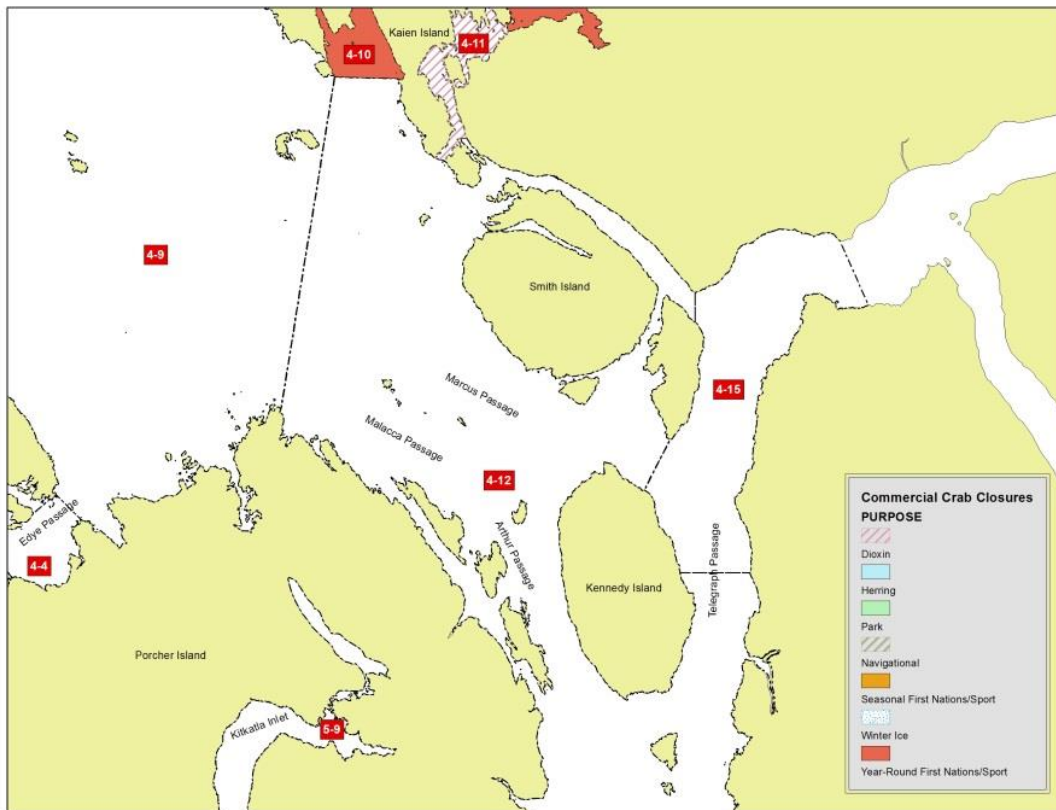 Kaien Island
4-11
4-10
4-9
Smith Island
4-15
Marcus Passage
Malacca Passage
4-12
Edye Passage
4-4
Arthur Passage
Kennedy Island
Telegraph Passage
Porcher Island
Kitkatla Inlet
5-9
Commercial Crab Closures
PURPOSE
Dioxin
Herring
Park
Navigational
Seasonal First Nations/Sport
Winter Ice
Year-Round First Nations/Sport